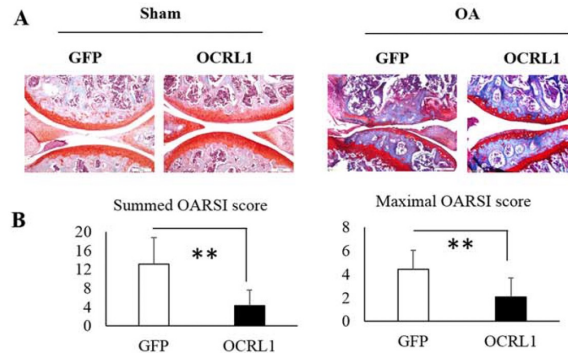 A
Sham
OA
GFP
OCRL1
GFP
OCRL1
B
Summed OARSI score
20
16
12
8
4
0
**
GFP
OCRL1
Maximal OARSI score
8
6
4
2
0
**
GFP
OCRL1